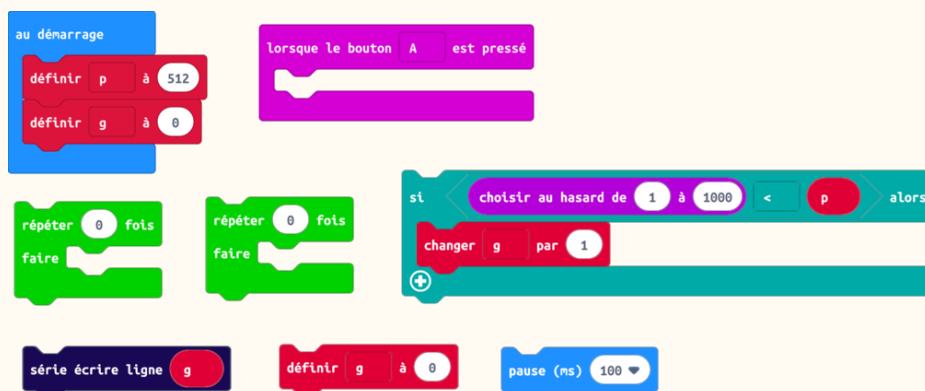 au démarrage
définir p à 512
définir g à 0
lorsque le bouton A est pressé
répéter 0 fois
faire
répéter 0 fois
faire
si choisir au hasard de 1 à 1000 < p alors
changer g par 1
série écrire ligne g
définir g à 0
pause (ms) 100